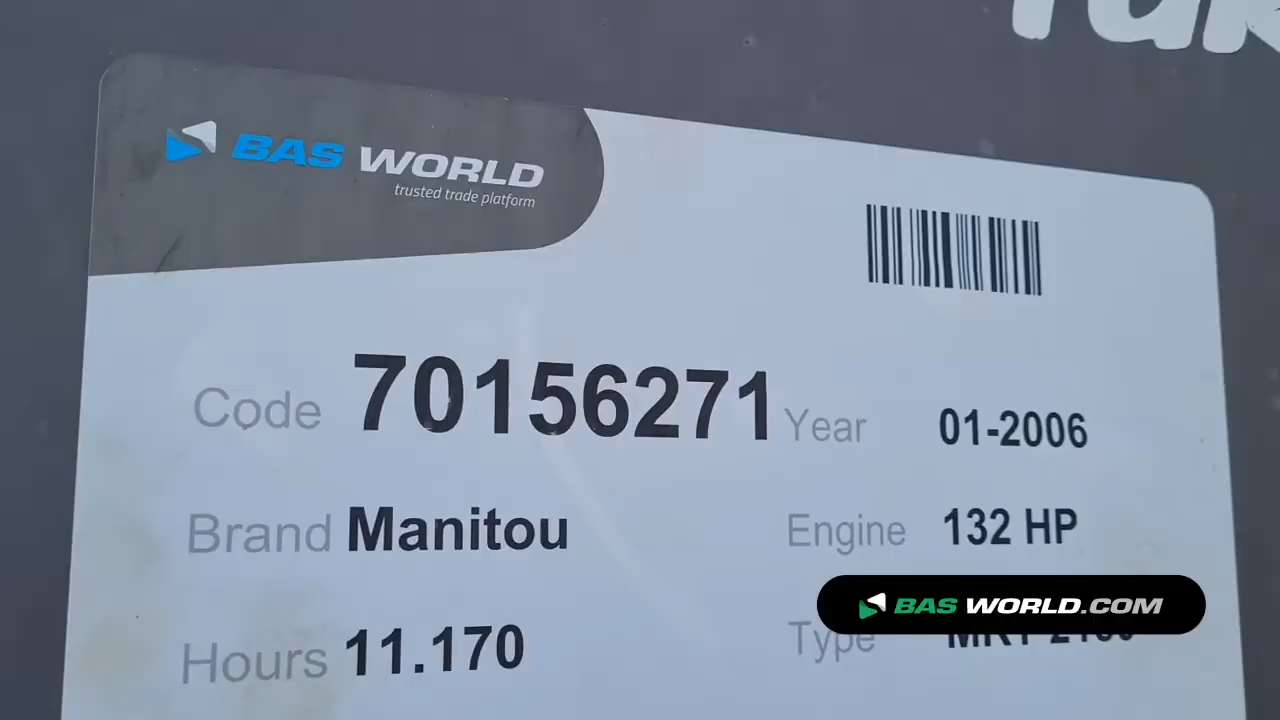 BAS WORLD
trusted trade platform
Code 70156271 Year 01-2006
Brand Manitou Engine 132 HP
BAS WORLD.COM
Hours 11.170 Type